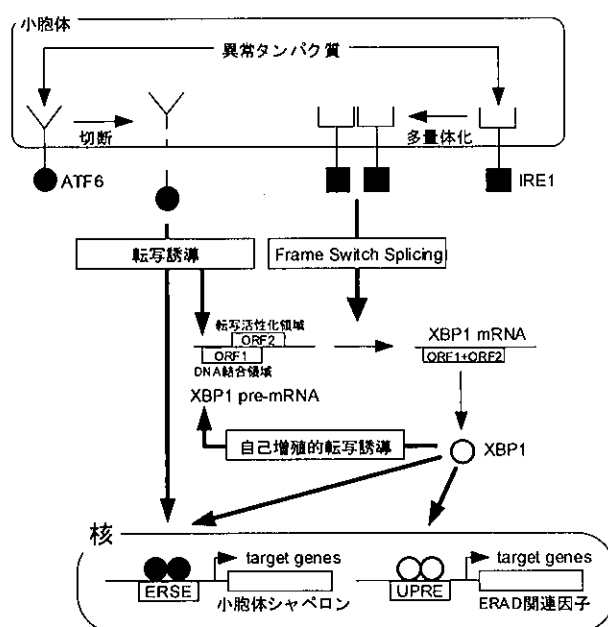 小胞体
異常タンパク質
切断
多量体化
ATF6
IRE1
転写誘導
Frame Switch Splicing
転写活性化領域
ORF2
ORF1
DNA結合領域
XBP1 pre-mRNA
XBP1 mRNA
ORF1+ORF2
自己増殖的転写誘導
XBP1
核
target genes
ERSE
小胞体シャペロン
target genes
UPRE
ERAD関連因子